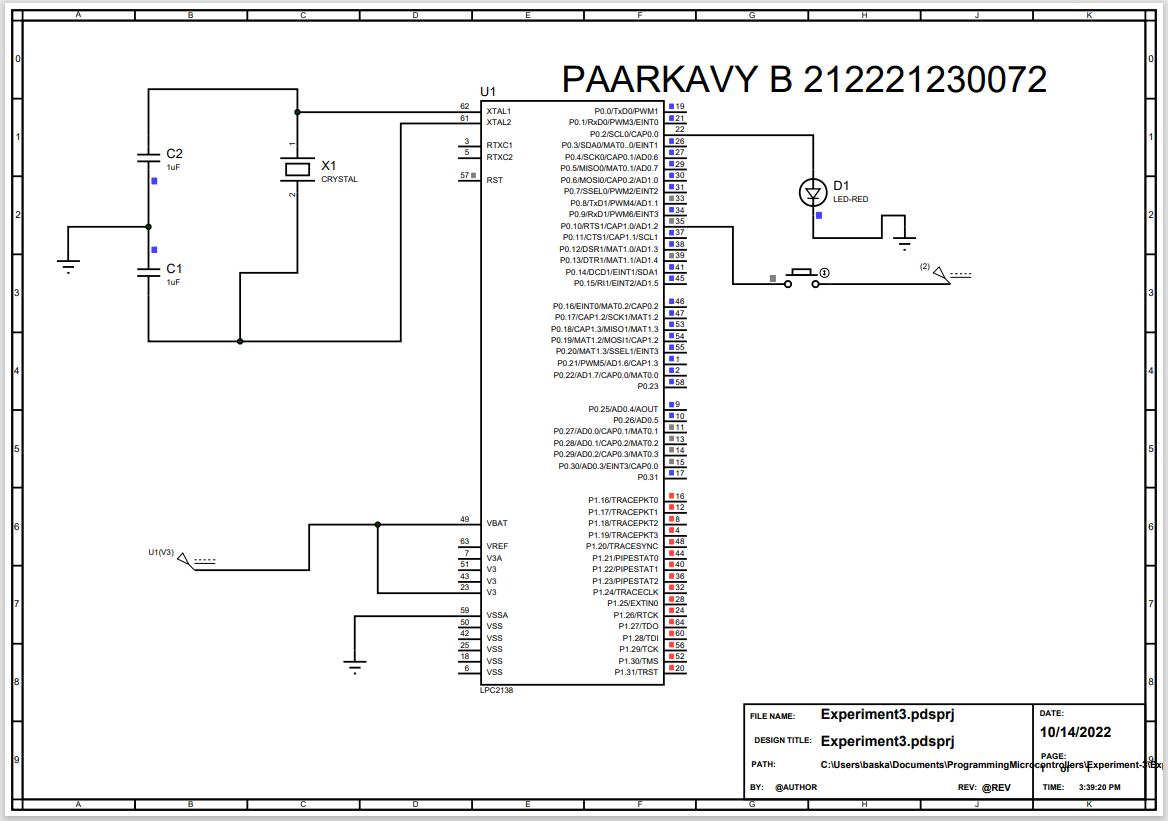 A B C D E F G H J K
PAARKAVY B 212221230072
U1
62 XTAL1
61 XTAL2
3 RTXC1
5 RTXC2
57 RST
49 VBAT
63 VREF
7 V3A
51 V3
43 V3
23 V3
59 VSSA
50 VSS
42 VSS
25 VSS
18 VSS
6 VSS
P0.0/TxD0/PWM1 19
P0.1/RxD0/PWM3/EINT0 21
P0.2/SCL0/CAP0.0 22
P0.3/SDA0/MAT0..0/EINT1 26
P0.4/SCK0/CAP0.1/AD0.6 27
P0.5/MISO0/MAT0.1/AD0.7 29
P0.6/MOSI0/CAP0.2/AD1.0 30
P0.7/SSEL0/PWM2/EINT2 31
P0.8/TxD1/PWM4/AD1.1 33
P0.9/RxD1/PWM6/EINT3 34
P0.10/RTS1/CAP1.0/AD1.2 35
P0.11/CTS1/CAP1.1/SCL1 37
P0.12/DSR1/MAT1.0/AD1.3 38
P0.13/DTR1/MAT1.1/AD1.4 39
P0.14/DCD1/EINT1/SDA1 41
P0.15/RI1/EINT2/AD1.5 45
P0.16/EINT0/MAT0.2/CAP0.2 46
P0.17/CAP1.2/SCK1/MAT1.2 47
P0.18/CAP1.3/MISO1/MAT1.3 53
P0.19/MAT1.2/MOSI1/CAP1.2 54
P0.20/MAT1.3/SSEL1/EINT3 55
P0.21/PWM5/AD1.6/CAP1.3 1
P0.22/AD1.7/CAP0.0/MAT0.0 2
P0.23 58
P0.25/AD0.4/AOUT 9
P0.26/AD0.5 10
P0.27/AD0.0/CAP0.1/MAT0.1 11
P0.28/AD0.1/CAP0.2/MAT0.2 13
P0.29/AD0.2/CAP0.3/MAT0.3 14
P0.30/AD0.3/EINT3/CAP0.0 15
P0.31 17
P1.16/TRACEPKT0 16
P1.17/TRACEPKT1 12
P1.18/TRACEPKT2 8
P1.19/TRACEPKT3 4
P1.20/TRACESYNC 48
P1.21/PIPESTAT0 44
P1.22/PIPESTAT1 40
P1.23/PIPESTAT2 36
P1.24/TRACECLK 32
P1.25/EXTIN0 28
P1.26/RTCK 24
P1.27/TDO 64
P1.28/TDI 60
P1.29/TCK 56
P1.30/TMS 52
P1.31/TRST 20
LPC2138
C2
1uF
C1
1uF
1
X1
CRYSTAL
2
D1
LED-RED
(2)
U1(V3)
0 0
1 1
2 2
3 3
4 4
5 5
6 6
7 7
8 8
9 9
FILE NAME: Experiment3.pdsprj
DESIGN TITLE: Experiment3.pdsprj
PATH: C:\Users\baska\Documents\ProgrammingMicrocontrollers\Experiment-3\Exp
BY: @AUTHOR REV: @REV
DATE:
10/14/2022
PAGE:
of
TIME: 3:39:20 PM
A B C D E F G H J K